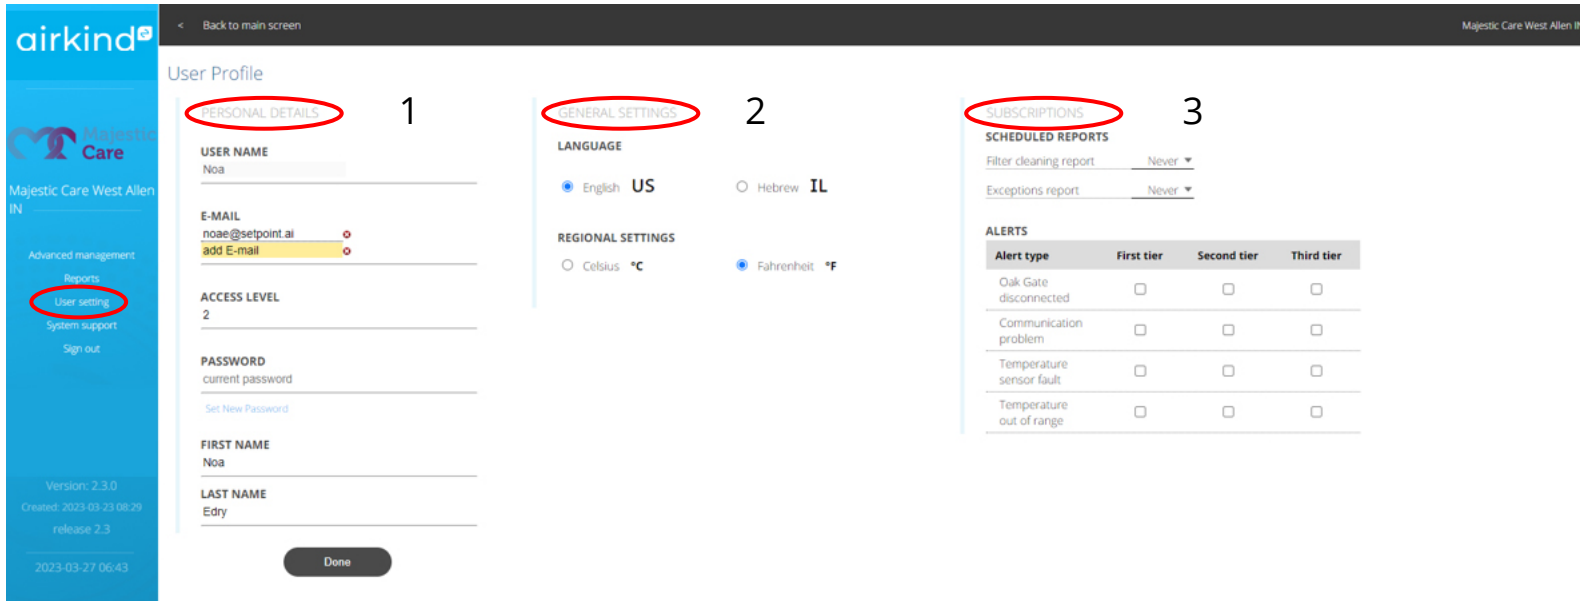 airkind
< Back to main screen
Majestic Care West Allen IN
Majestic
Care
Majestic Care West Allen
IN
Advanced management
Reports
User setting
System support
Sign out
Version: 2.3.0
Created: 2023-03-23 08:29
release 2.3
2023-03-27 06:43
User Profile
PERSONAL DETAILS 1
USER NAME
Noa
E-MAIL
noae@setpoint.ai
add E-mail
ACCESS LEVEL
2
PASSWORD
current password
Set New Password
FIRST NAME
Noa
LAST NAME
Edry
Done
GENERAL SETTINGS 2
LANGUAGE
English US Hebrew IL
REGIONAL SETTINGS
Celsius °C Fahrenheit °F
SUBSCRIPTIONS 3
SCHEDULED REPORTS
Filter cleaning report Never
Exceptions report Never
ALERTS
Alert type First tier Second tier Third tier
Oak Gate
disconnected
Communication
problem
Temperature
sensor fault
Temperature
out of range